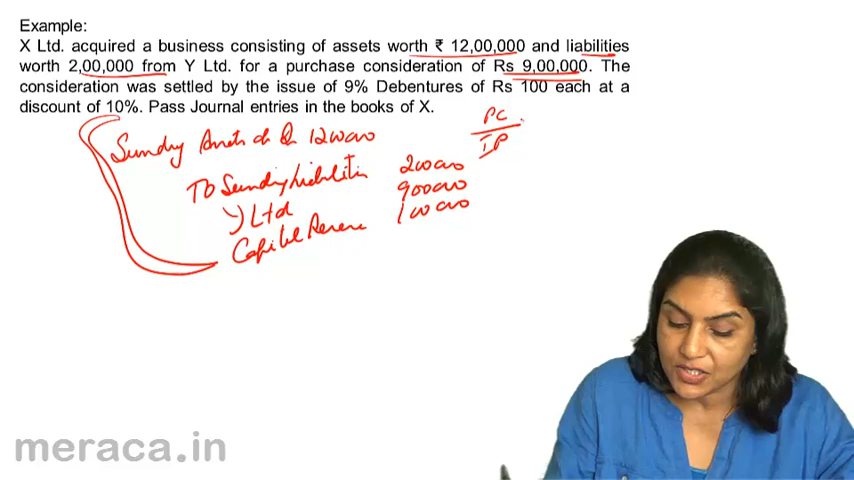 Example:
X Ltd. acquired a business consisting of assets worth ₹ 12,00,000 and liabilities
worth 2,00,000 from Y Ltd. for a purchase consideration of Rs 9,00,000. The
consideration was settled by the issue of 9% Debentures of Rs 100 each at a
discount of 10%. Pass Journal entries in the books of X.
PC
IP
Sundry Dr 1200000
To Sundry Liabilities 200000
Y Ltd 900000
Capital Reserve 100000
meraca.in